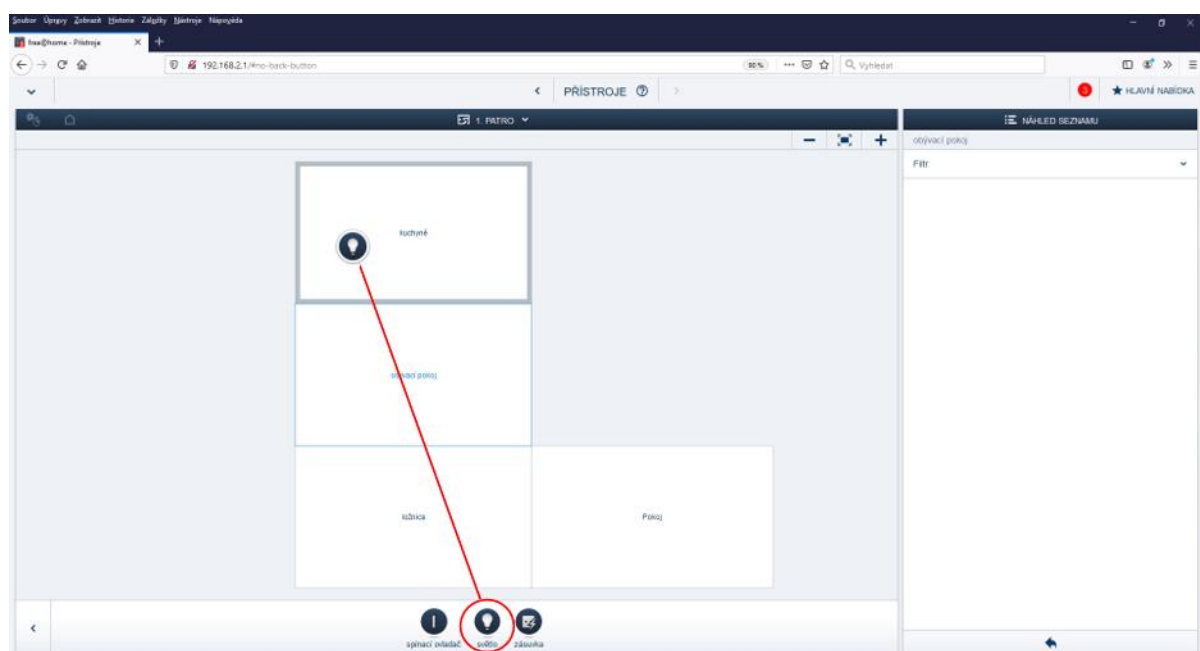 Soubor Úpravy Zobrazit Historie Záložky Nástroje Nápověda
free@home - Přístroje
192.168.2.1/#no-back-button
90 %
Vyhledat
PŘÍSTROJE
3
HLAVNÍ NABÍDKA
1. PATRO
NÁHLED SEZNAMU
obývací pokoj
Filtr
kuchyně
obývací pokoj
ložnice
Pokoj
spínací ovladač světlo zásuvka